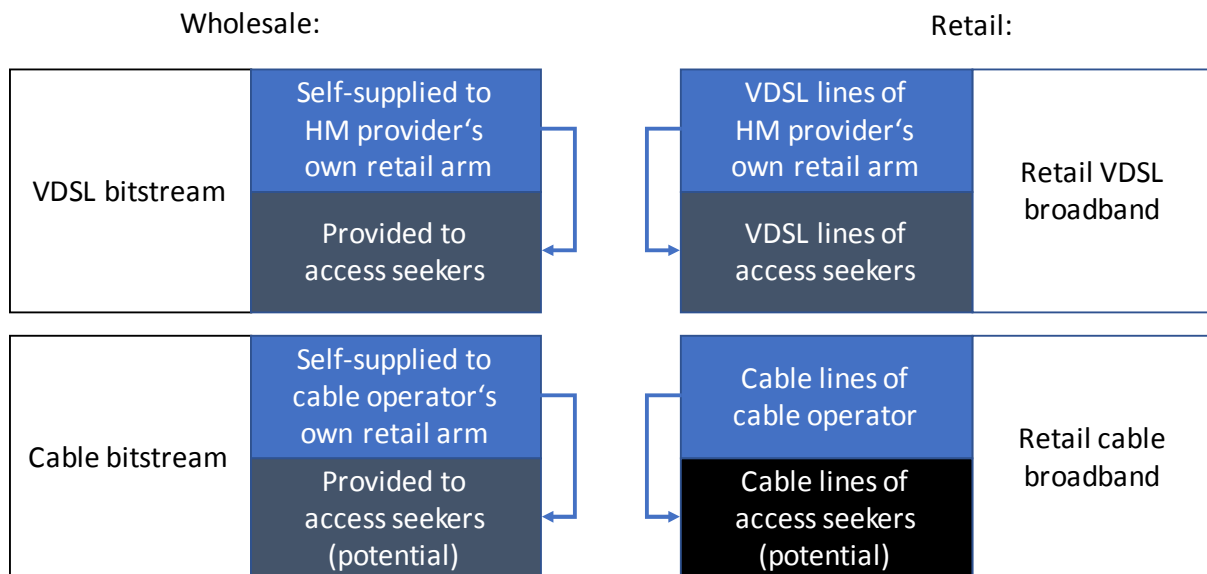 Wholesale:
Retail:
VDSL bitstream
Self-supplied to
HM provider‘s
own retail arm
Provided to
access seekers
VDSL lines of
HM provider‘s
own retail arm
VDSL lines of
access seekers
Retail VDSL
broadband
Cable bitstream
Self-supplied to
cable operator‘s
own retail arm
Provided to
access seekers
(potential)
Cable lines of
cable operator
Cable lines of
access seekers
(potential)
Retail cable
broadband